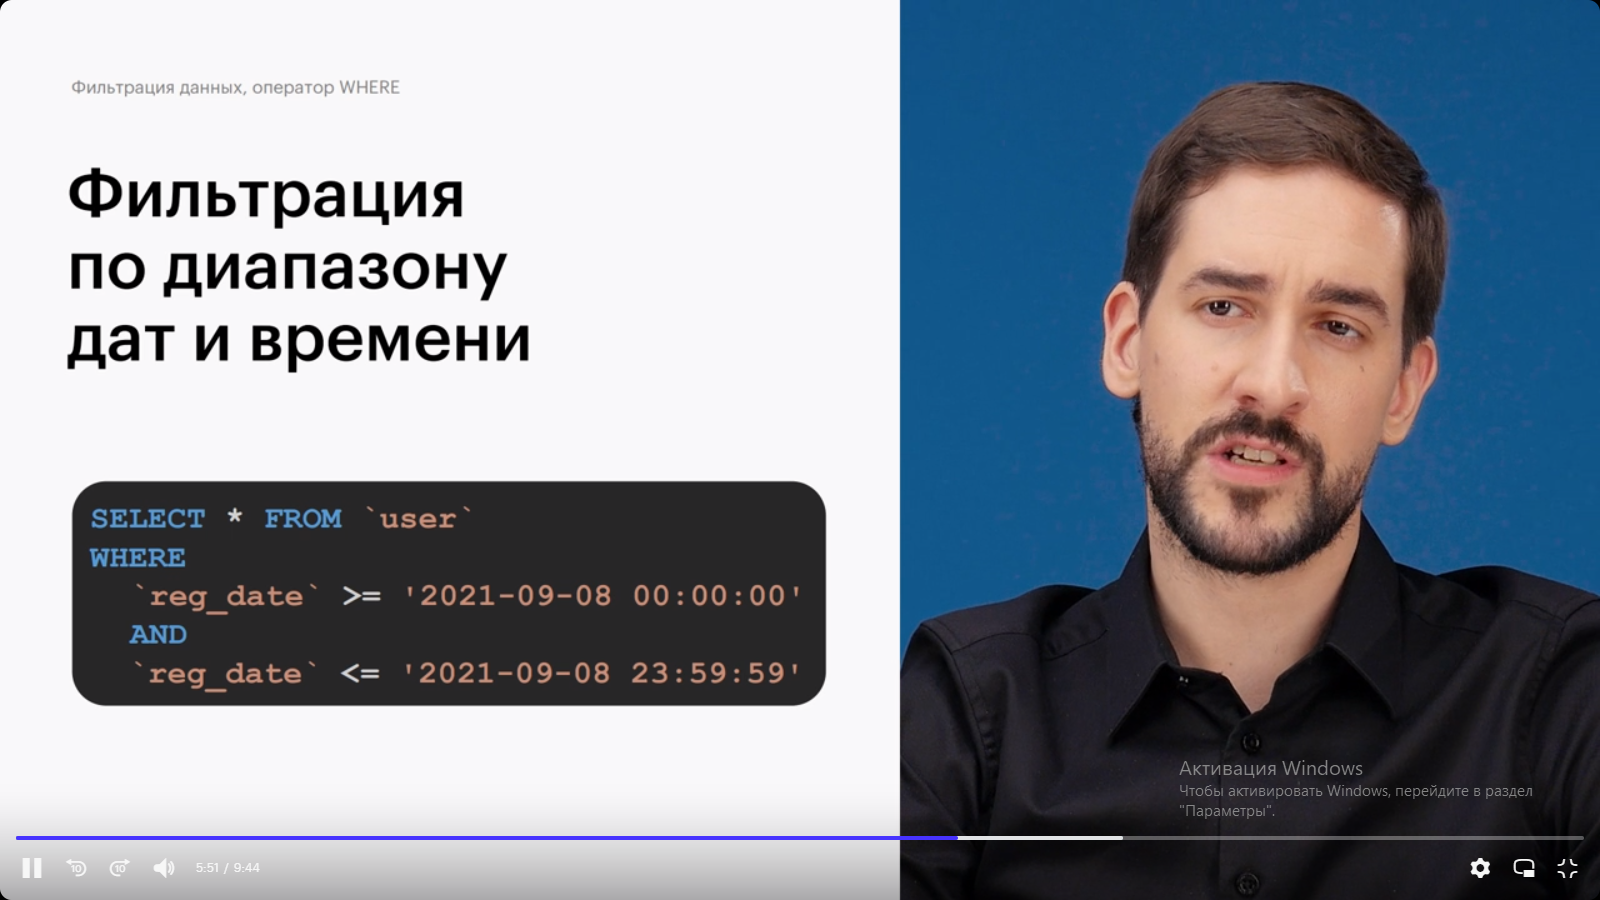 Фильтрация данных, оператор WHERE
Фильтрация
по диапазону
дат и времени
SELECT * FROM `user`
WHERE
`reg_date` >= '2021-09-08 00:00:00'
AND
`reg_date` <= '2021-09-08 23:59:59'
Активация Windows
Чтобы активировать Windows, перейдите в раздел
"Параметры".
10
10
5:51 / 9:44